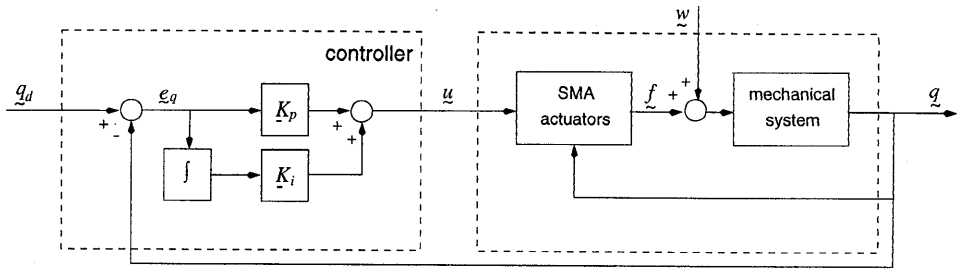 w
controller
q_d
+
-
e_q
K_p
+
+
u
SMA
actuators
f
+
+
mechanical
system
q
∫
K_i